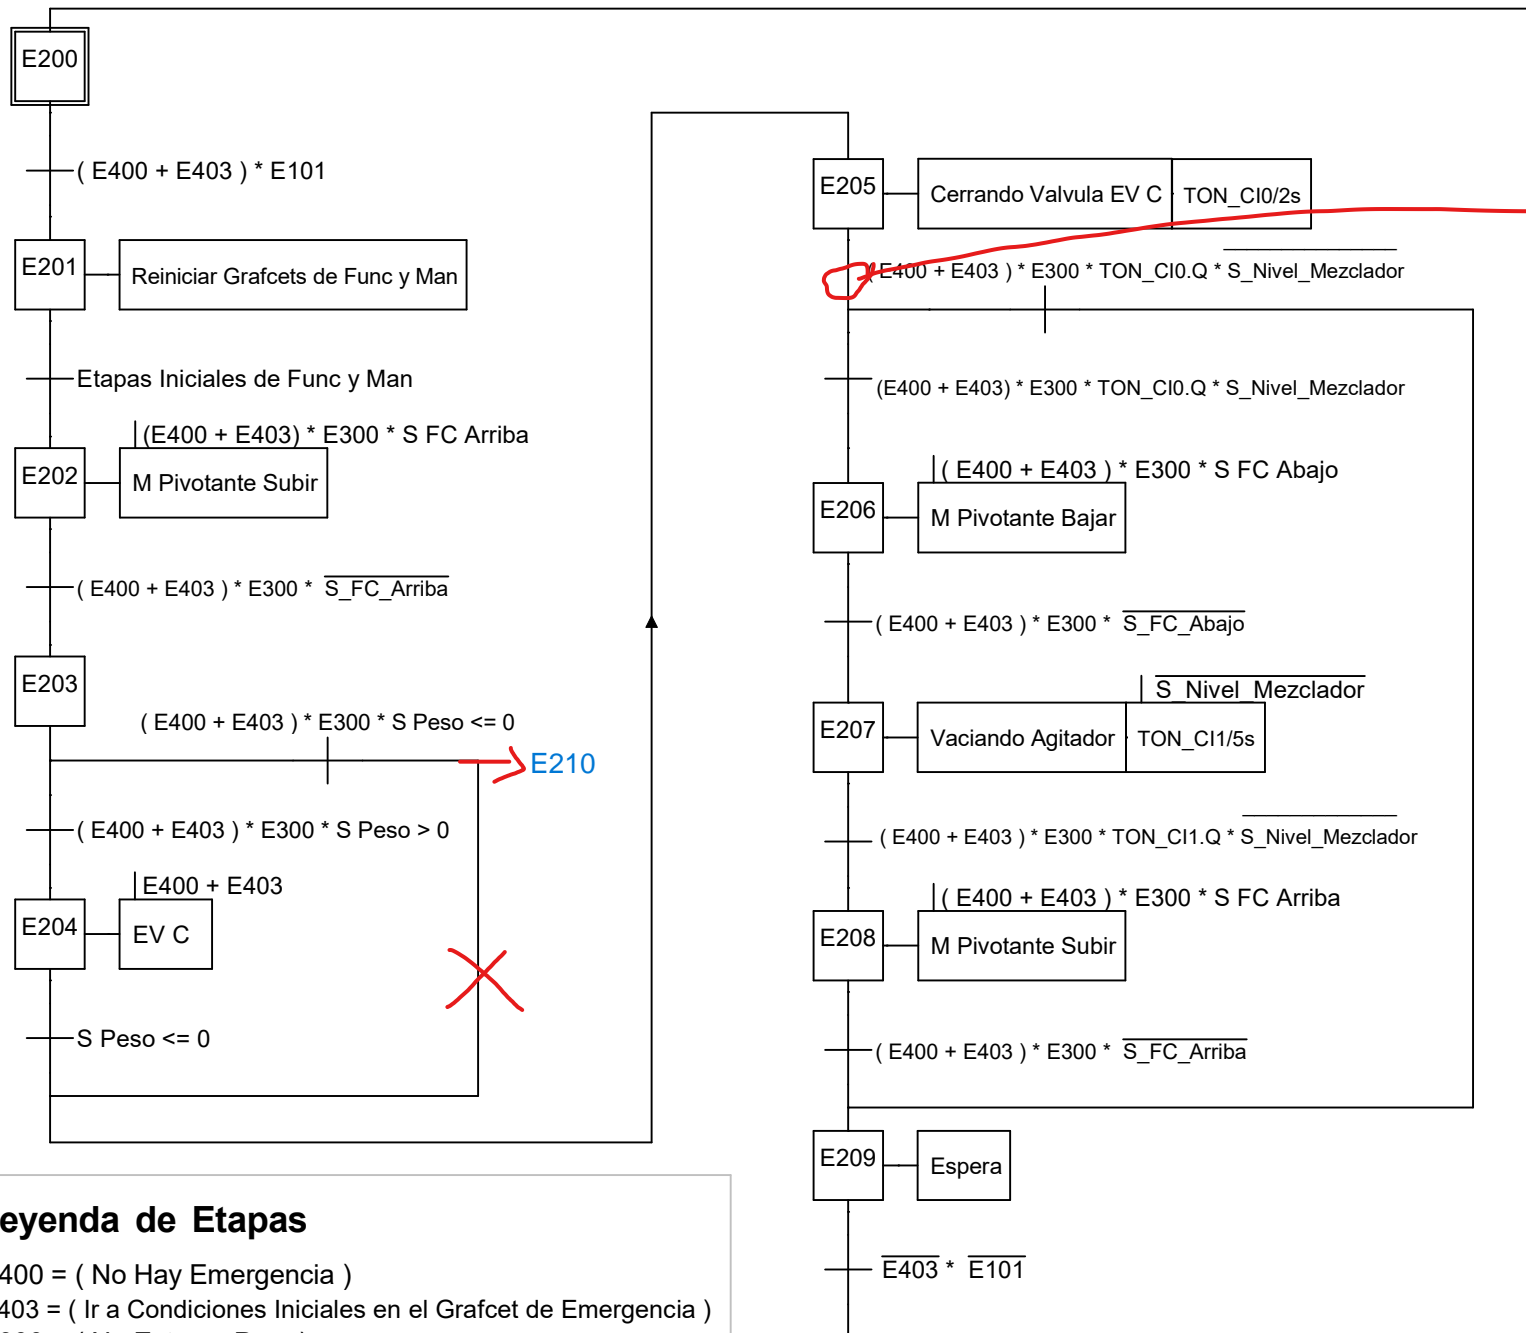 E200
( E400 + E403 ) * E101
E201
Reiniciar Grafcets de Func y Man
Etapas Iniciales de Func y Man
(E400 + E403) * E300 * S FC Arriba
E202
M Pivotante Subir
( E400 + E403 ) * E300 * S_FC_Arriba
E203
( E400 + E403 ) * E300 * S Peso <= 0
E210
( E400 + E403 ) * E300 * S Peso > 0
E400 + E403
E204
EV C
S Peso <= 0
E205
Cerrando Valvula EV C
TON_CI0/2s
(E400 + E403 ) * E300 * TON_CI0.Q * S_Nivel_Mezclador
(E400 + E403) * E300 * TON_CI0.Q * S_Nivel_Mezclador
( E400 + E403 ) * E300 * S FC Abajo
E206
M Pivotante Bajar
( E400 + E403 ) * E300 * S_FC_Abajo
S_Nivel_Mezclador
E207
Vaciando Agitador
TON_CI1/5s
( E400 + E403 ) * E300 * TON_CI1.Q * S_Nivel_Mezclador
( E400 + E403 ) * E300 * S FC Arriba
E208
M Pivotante Subir
( E400 + E403 ) * E300 * S_FC_Arriba
E209
Espera
E403 * E101
eyenda de Etapas
400 = ( No Hay Emergencia )
403 = ( Ir a Condiciones Iniciales en el Grafcet de Emergencia )